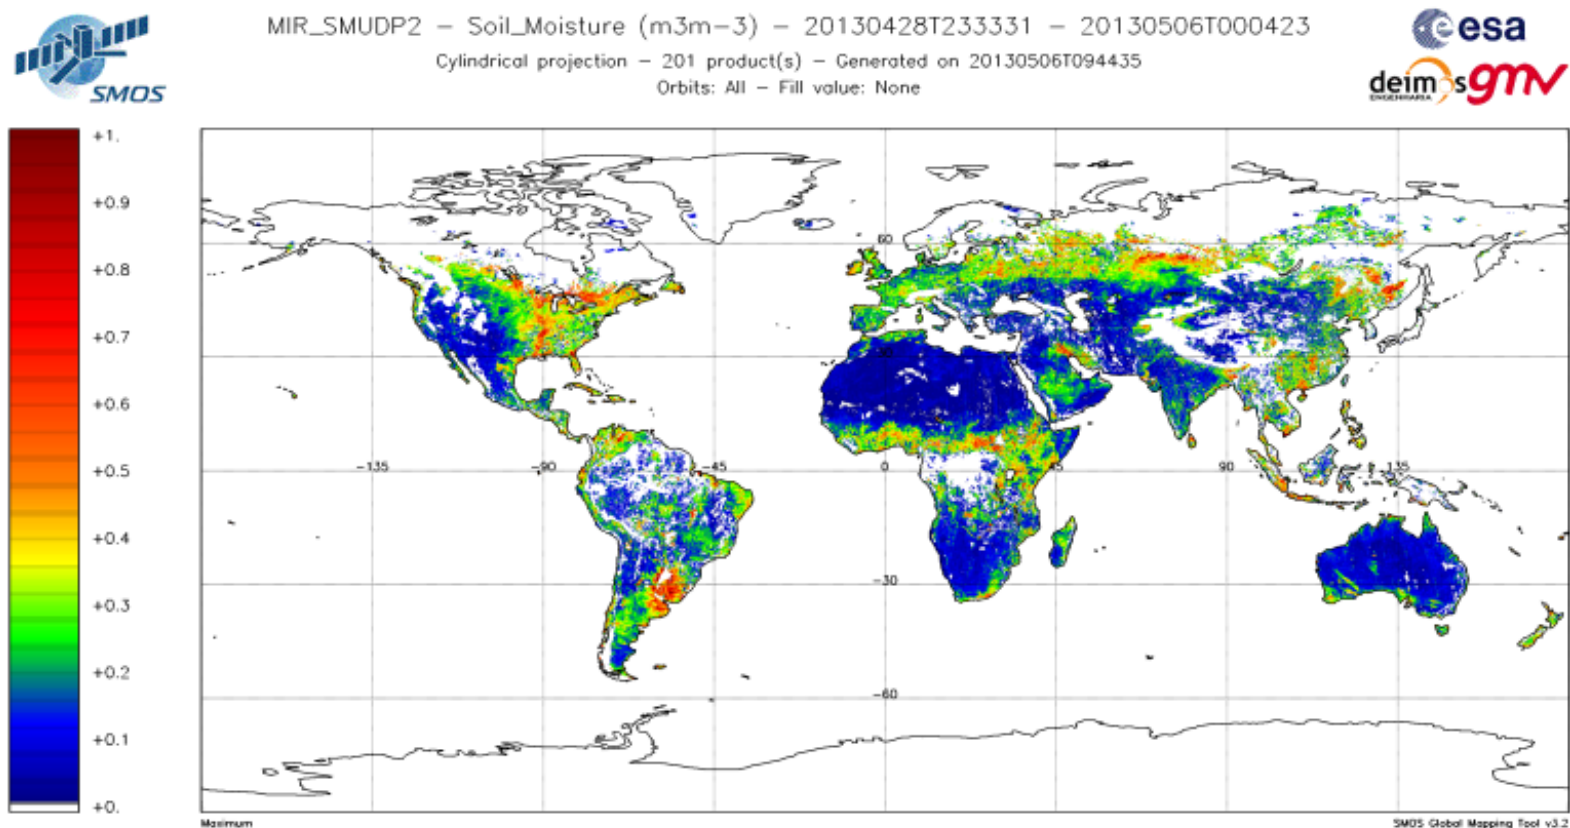 MIR_SMUDP2 – Soil_Moisture (m3m-3) – 20130428T233331 – 20130506T000423
Cylindrical projection – 201 product(s) – Generated on 20130506T094435
Orbits: All – Fill value: None
SMOS
esa
deimos
ENGENHARIA
gmv
+1.
+0.9
+0.8
+0.7
+0.6
+0.5
+0.4
+0.3
+0.2
+0.1
+0.
60
-135
-90
-45
0
45
90
135
-30
-60
Maximum
SMOS Global Mapping Tool v3.2